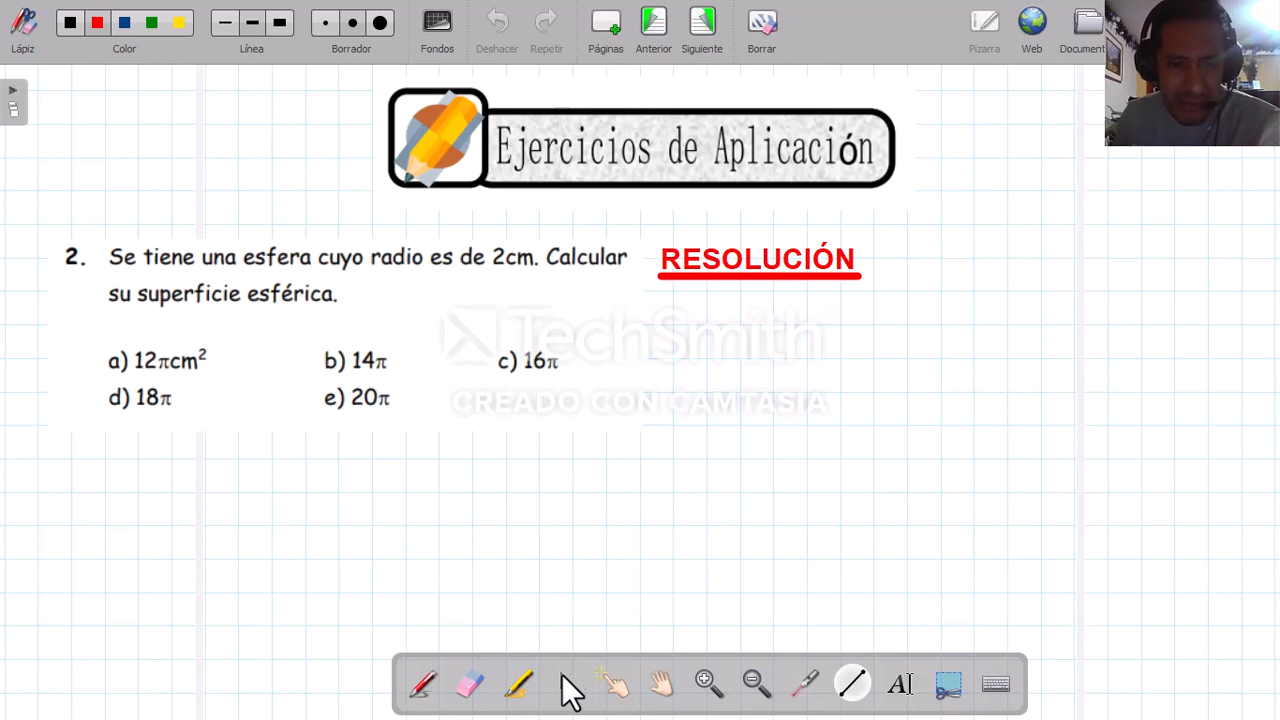 Lápiz
Color
Línea
Borrador
Fondos
Deshacer
Repetir
Páginas
Anterior
Siguiente
Borrar
Pizarra
Web
Document
Ejercicios de Aplicación
2. Se tiene una esfera cuyo radio es de 2cm. Calcular
su superficie esférica.
RESOLUCIÓN
a) 12πcm² b) 14π c) 16π
d) 18π e) 20π
TechSmith
CREADO CON CAMTASIA
AI